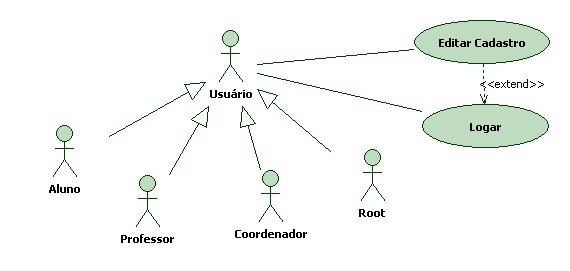 Editar Cadastro
<<extend>>
Usuário
Logar
Aluno
Professor
Coordenador
Root